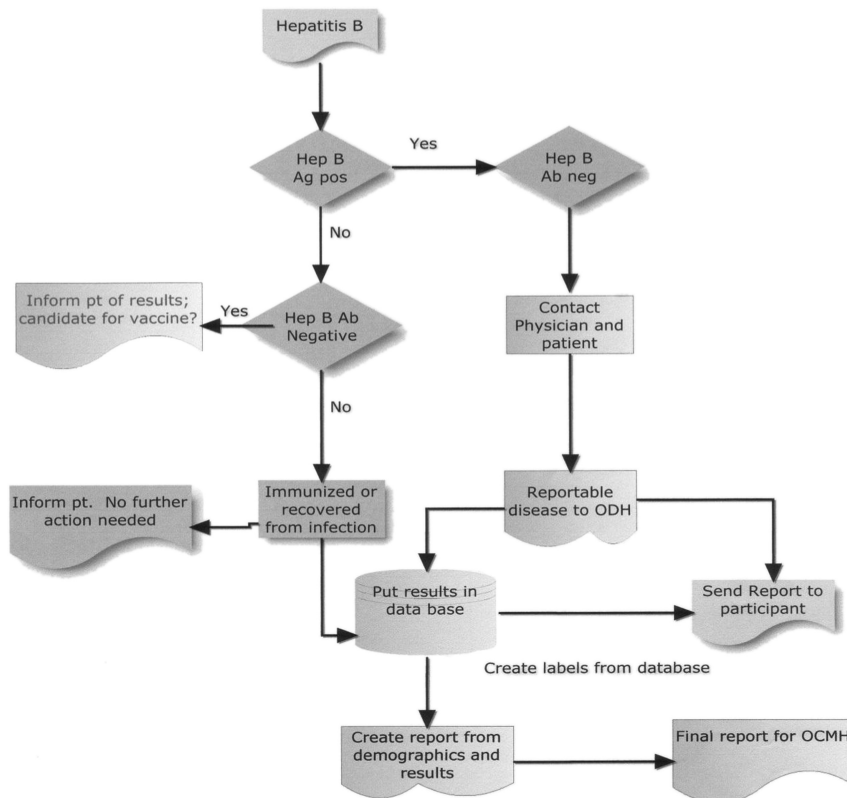 Hepatitis B
Yes
Hep B
Ag pos
Hep B
Ab neg
No
Inform pt of results;
candidate for vaccine?
Yes
Hep B Ab
Negative
Contact
Physician and
patient
No
Inform pt.  No further
action needed
Immunized or
recovered
from infection
Reportable
disease to ODH
Put results in
data base
Send Report to
participant
Create labels from database
Create report from
demographics and
results
Final report for OCMH